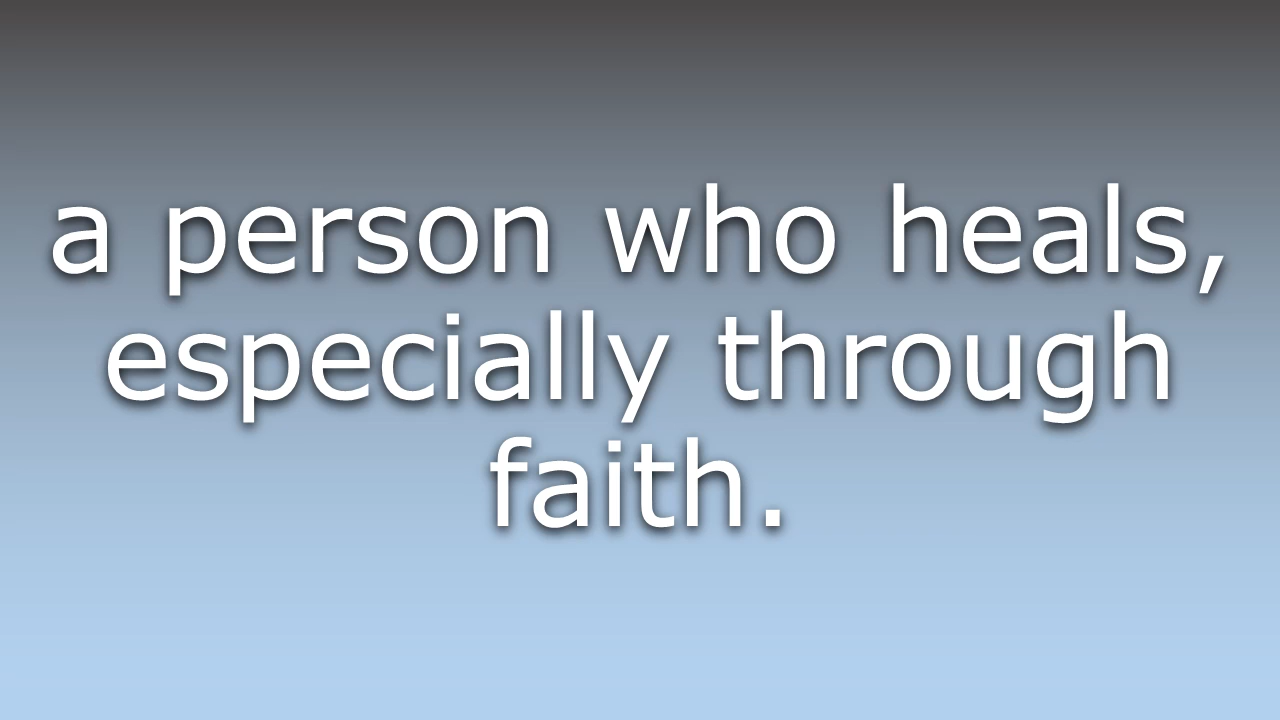 a person who heals,
especially through
faith.